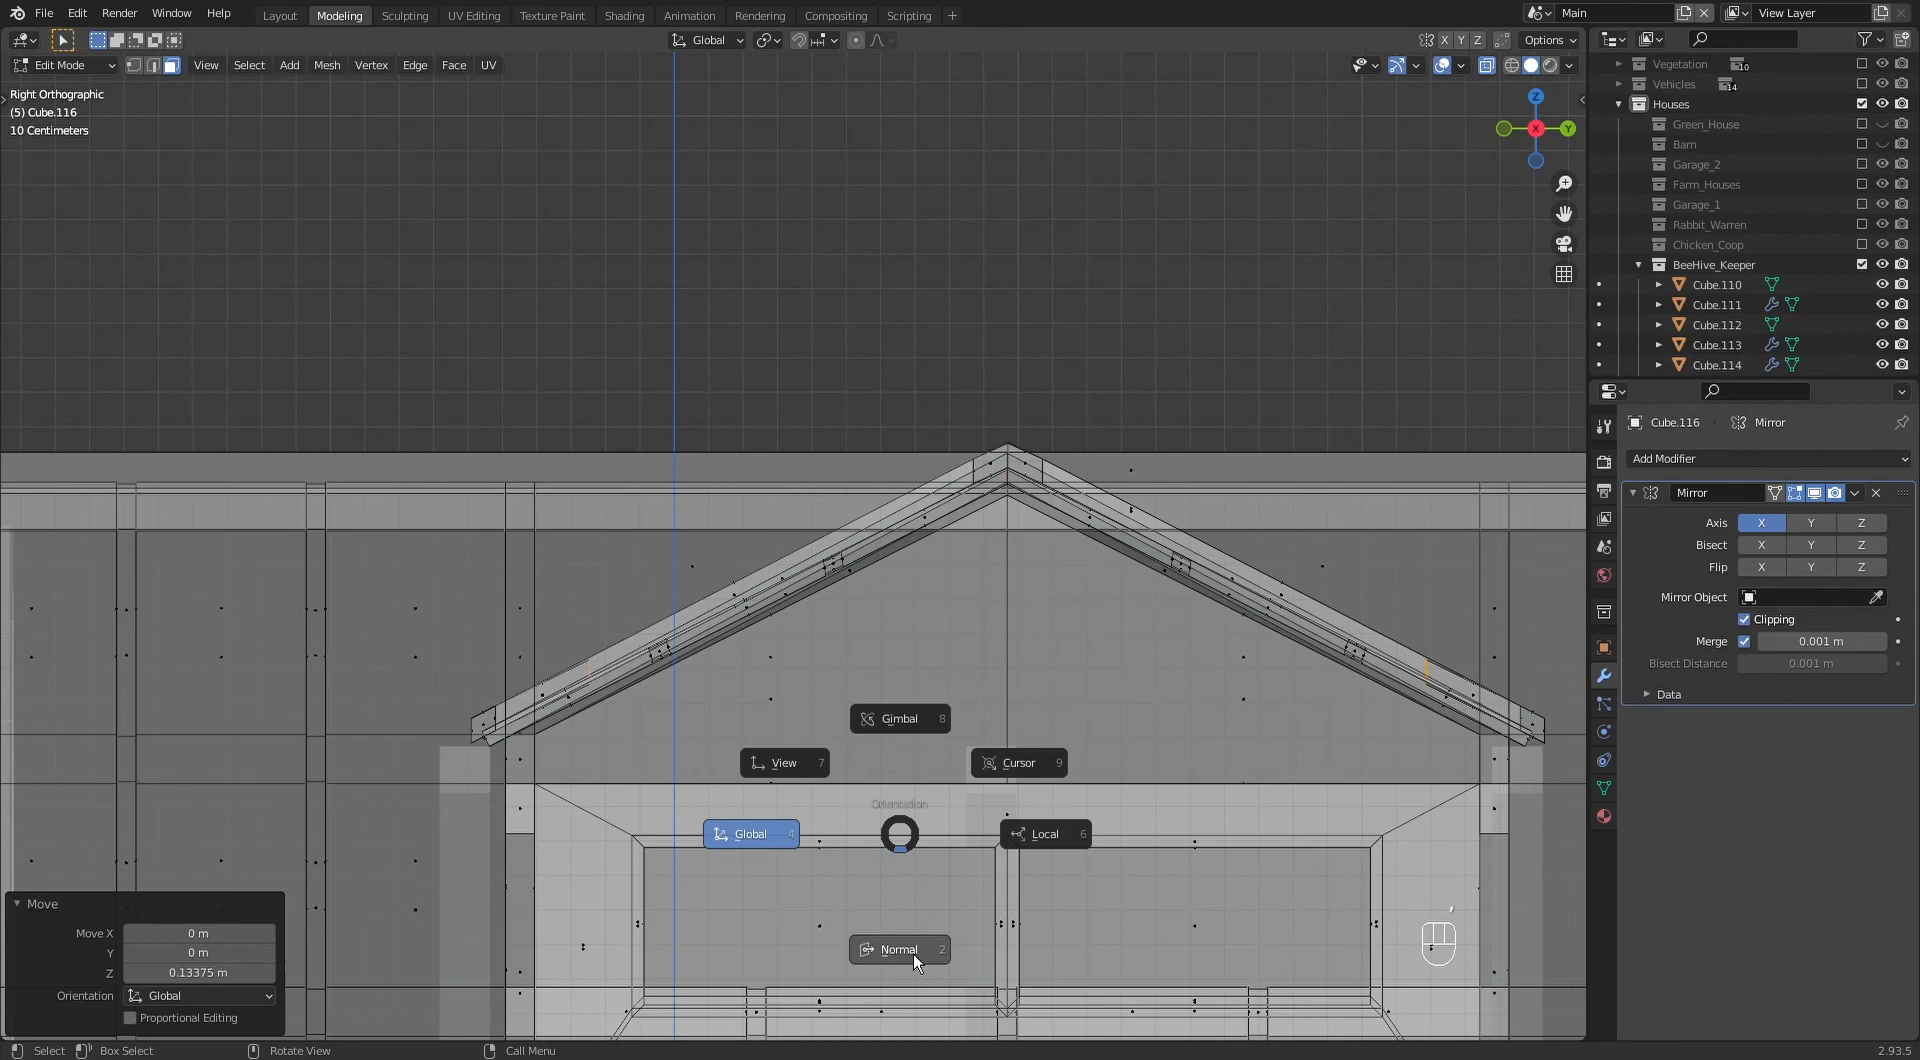 File Edit Render Window Help Layout Modeling Sculpting UV Editing Texture Paint Shading Animation Rendering Compositing Scripting + Main View Layer
Global X Y Z Options
Edit Mode View Select Add Mesh Vertex Edge Face UV
Right Orthographic
(5) Cube.116
10 Centimeters
Z
X
Y
Vegetation 10
Vehicles 14
Houses
Green_House
Barn
Garage_2
Farm_Houses
Garage_1
Rabbit_Warren
Chicken_Coop
BeeHive_Keeper
Cube.110
Cube.111
Cube.112
Cube.113
Cube.114
Cube.116 Mirror
Add Modifier
Mirror
Axis X Y Z
Bisect X Y Z
Flip X Y Z
Mirror Object
Clipping
Merge 0.001 m
Bisect Distance 0.001 m
Data
Gimbal 8
View 7
Cursor 9
Orientation
Global 4
Local 6
Normal 2
,
Move
Move X 0 m
Y 0 m
Z 0.13375 m
Orientation Global
Proportional Editing
Select Box Select Rotate View Call Menu 2.93.5